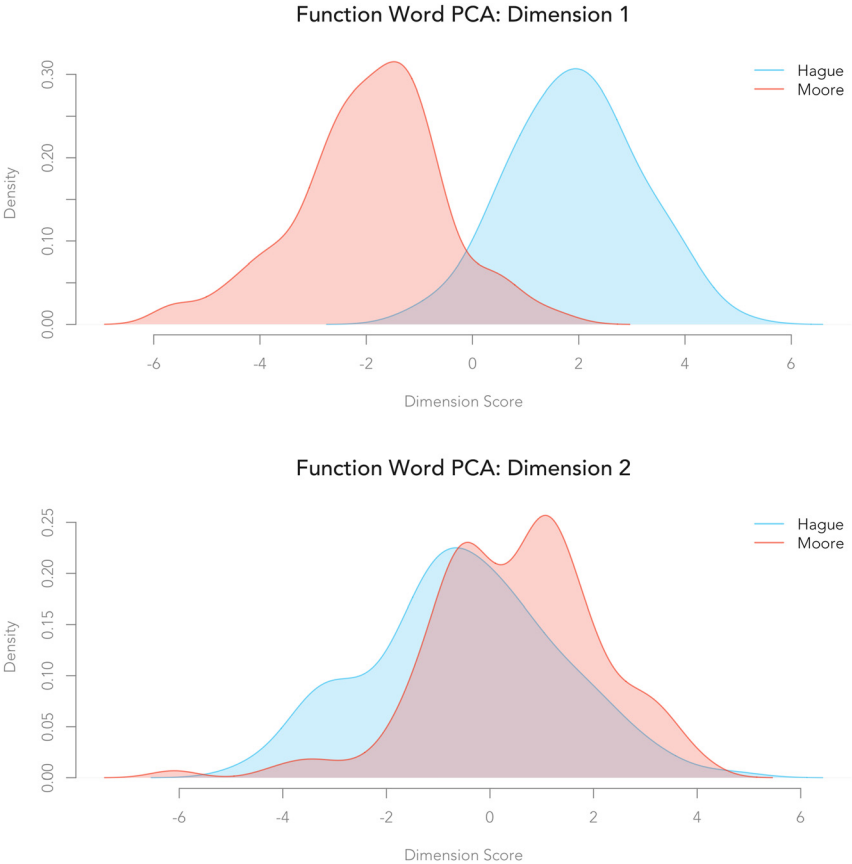 Function Word PCA: Dimension 1
Hague
Moore
Density
0.00
0.10
0.20
0.30
-6 -4 -2 0 2 4 6
Dimension Score
Function Word PCA: Dimension 2
Hague
Moore
Density
0.00
0.05
0.10
0.15
0.20
0.25
-6 -4 -2 0 2 4 6
Dimension Score